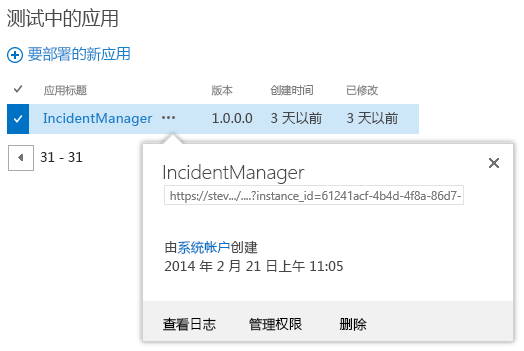 测试中的应用
要部署的新应用
应用标题 版本 创建时间 已修改
IncidentManager ··· 1.0.0.0 3 天以前 3 天以前
31 - 31
IncidentManager
https://stev.../....?instance_id=61241acf-4b4d-4f8a-86d7-
由系统帐户创建
2014 年 2 月 21 日上午 11:05
查看日志 管理权限 删除